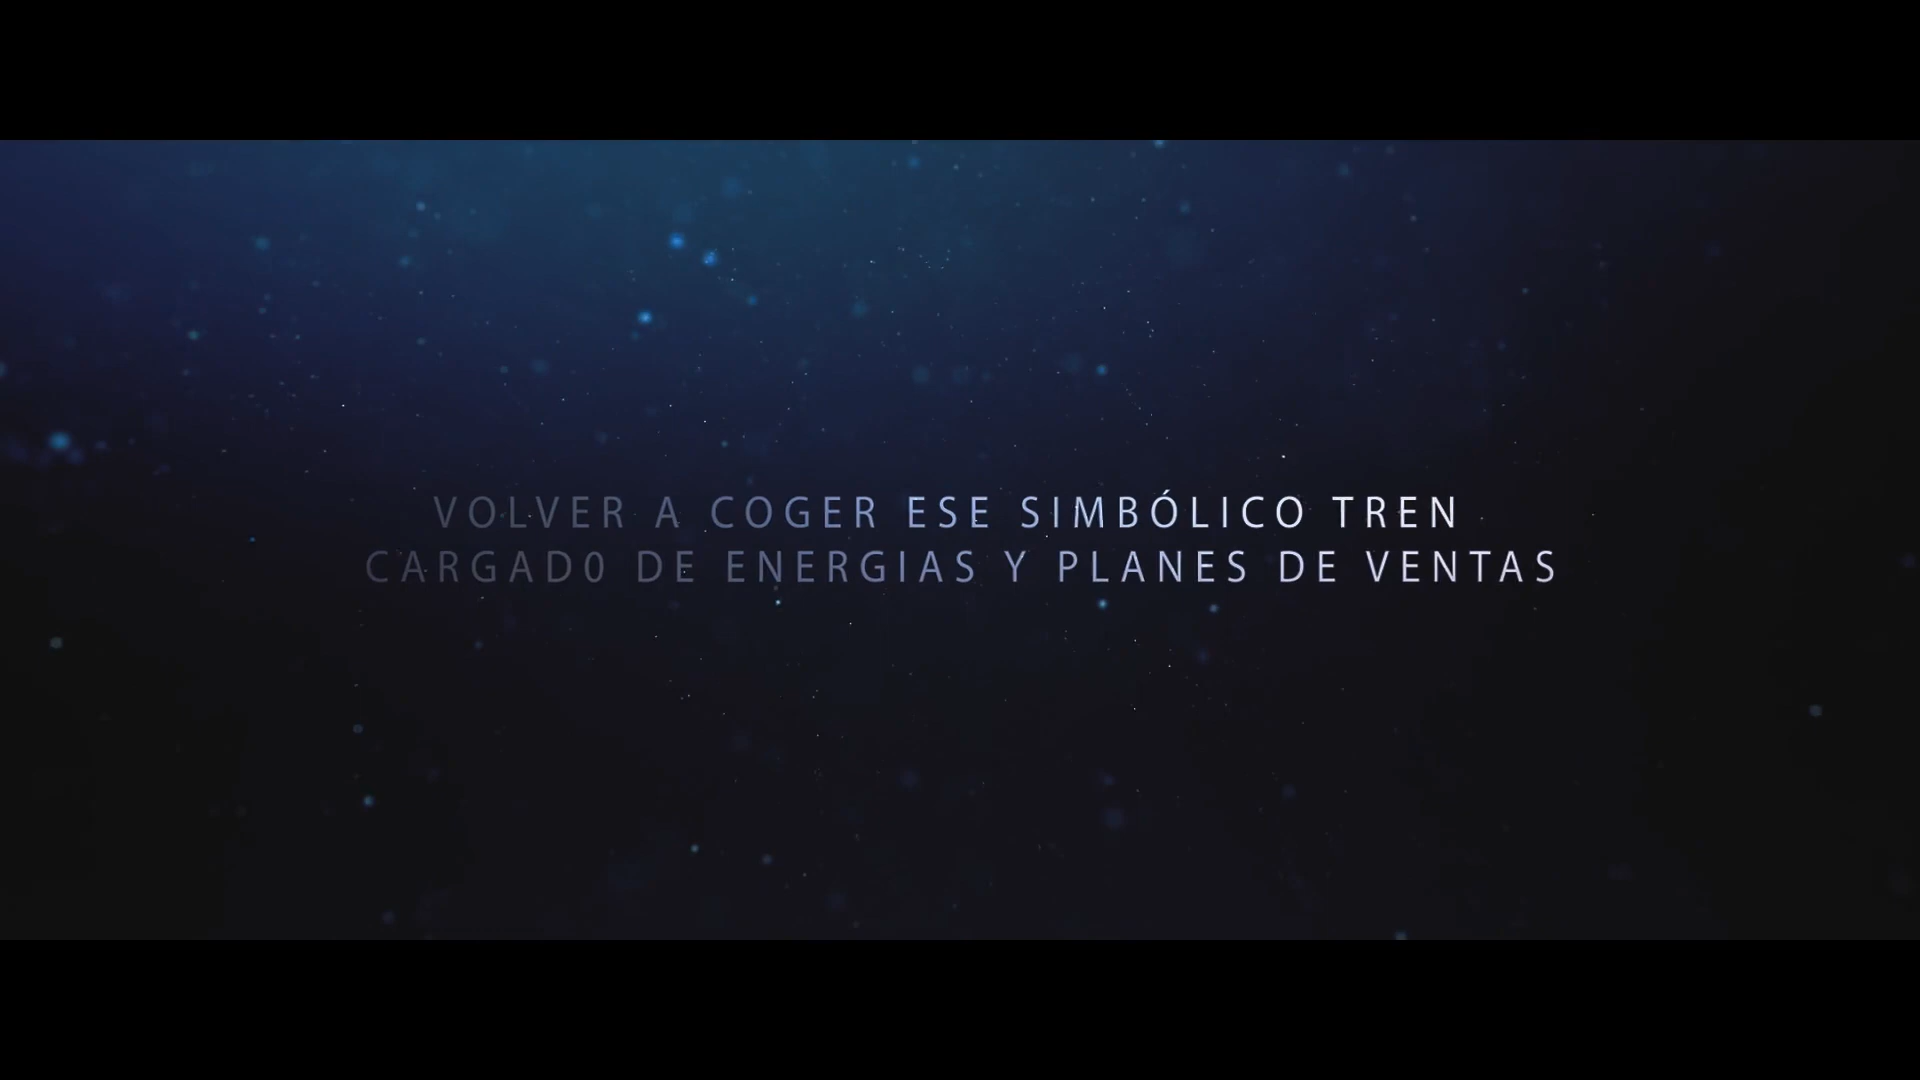 VOLVER A COGER ESE SIMBÓLICO TREN
CARGAD0 DE ENERGIAS Y PLANES DE VENTAS